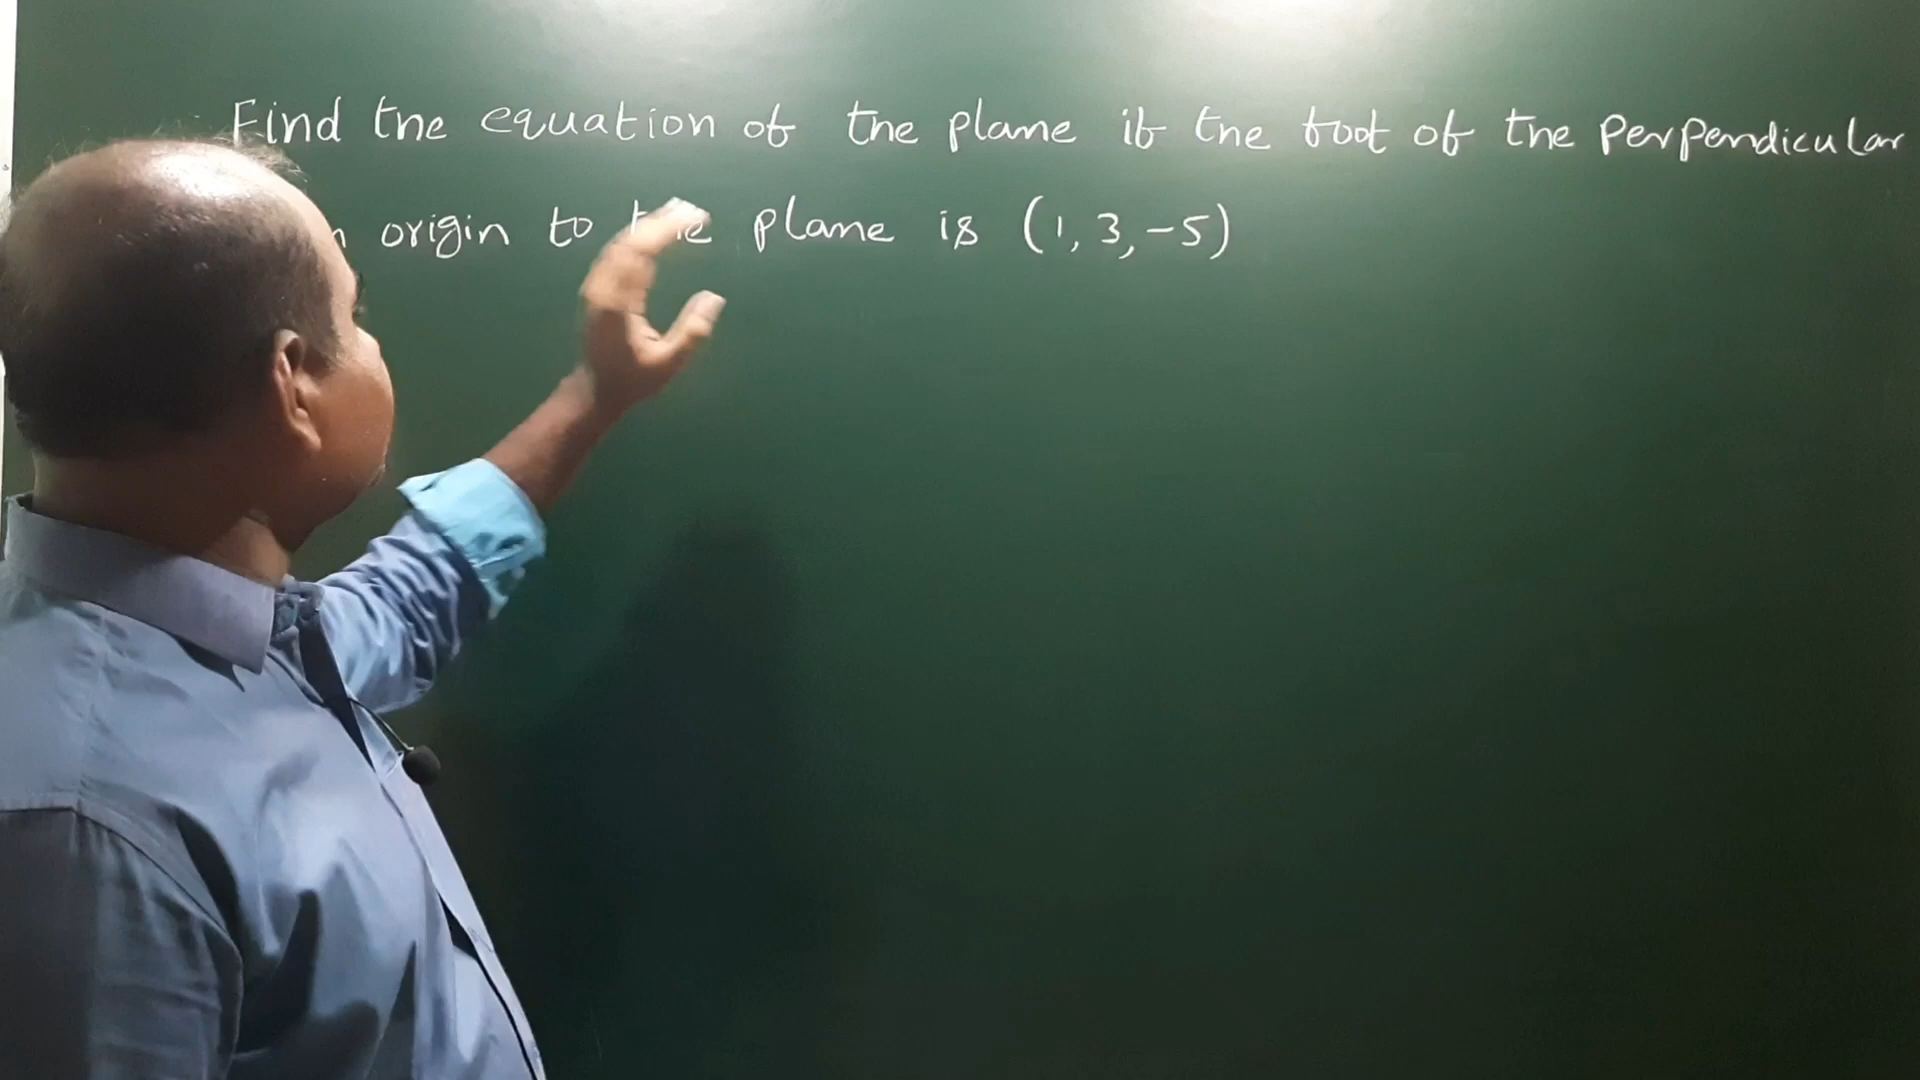 Find the equation of the plane if the foot of the perpendicular
origin to the plane is (1, 3, -5)